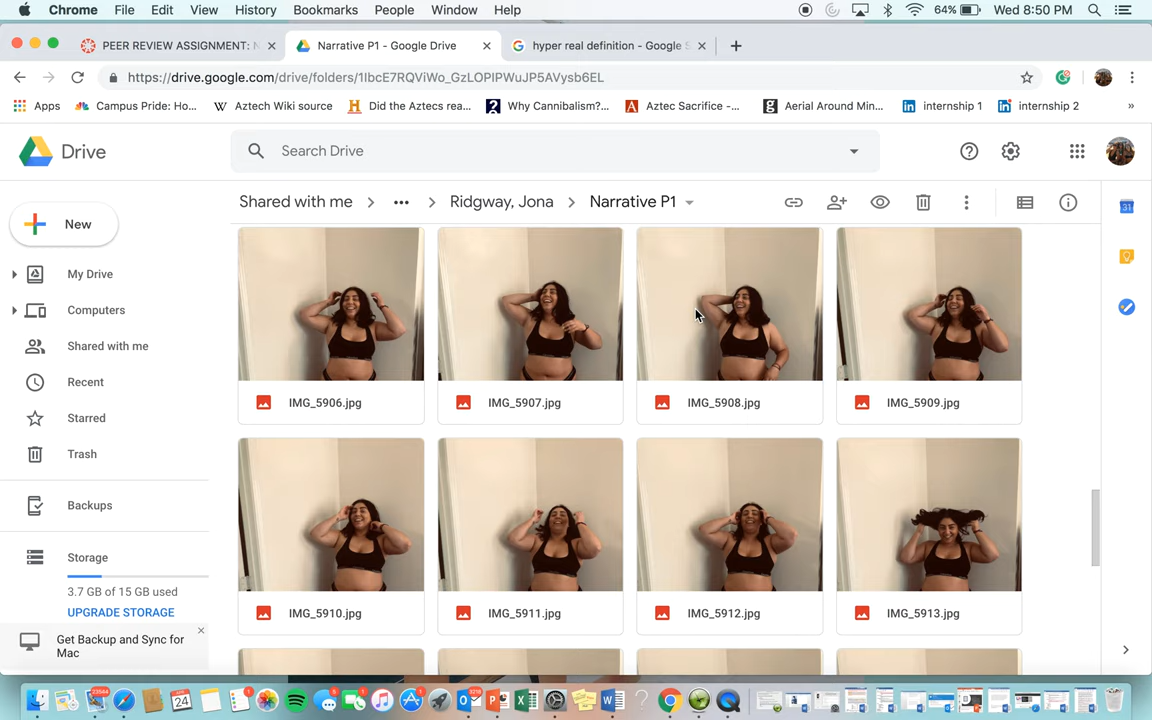 Chrome File Edit View History Bookmarks People Window Help 64% Wed 8:50 PM
PEER REVIEW ASSIGNMENT: Narrative P1 - Google Drive hyper real definition - Google
https://drive.google.com/drive/folders/1IbcE7RQViWo_GzLOPlPWuJP5AVysb6EL
Apps Campus Pride: Ho... Aztech Wiki source Did the Aztecs rea... Why Cannibalism?... Aztec Sacrifice -... Aerial Around Min... internship 1 internship 2 »
Drive Search Drive
Shared with me Ridgway, Jona Narrative P1
New
My Drive
Computers
Shared with me
Recent
Starred
Trash
Backups
Storage
3.7 GB of 15 GB used
UPGRADE STORAGE
Get Backup and Sync for
Mac
IMG_5906.jpg IMG_5907.jpg IMG_5908.jpg IMG_5909.jpg
IMG_5910.jpg IMG_5911.jpg IMG_5912.jpg IMG_5913.jpg
31